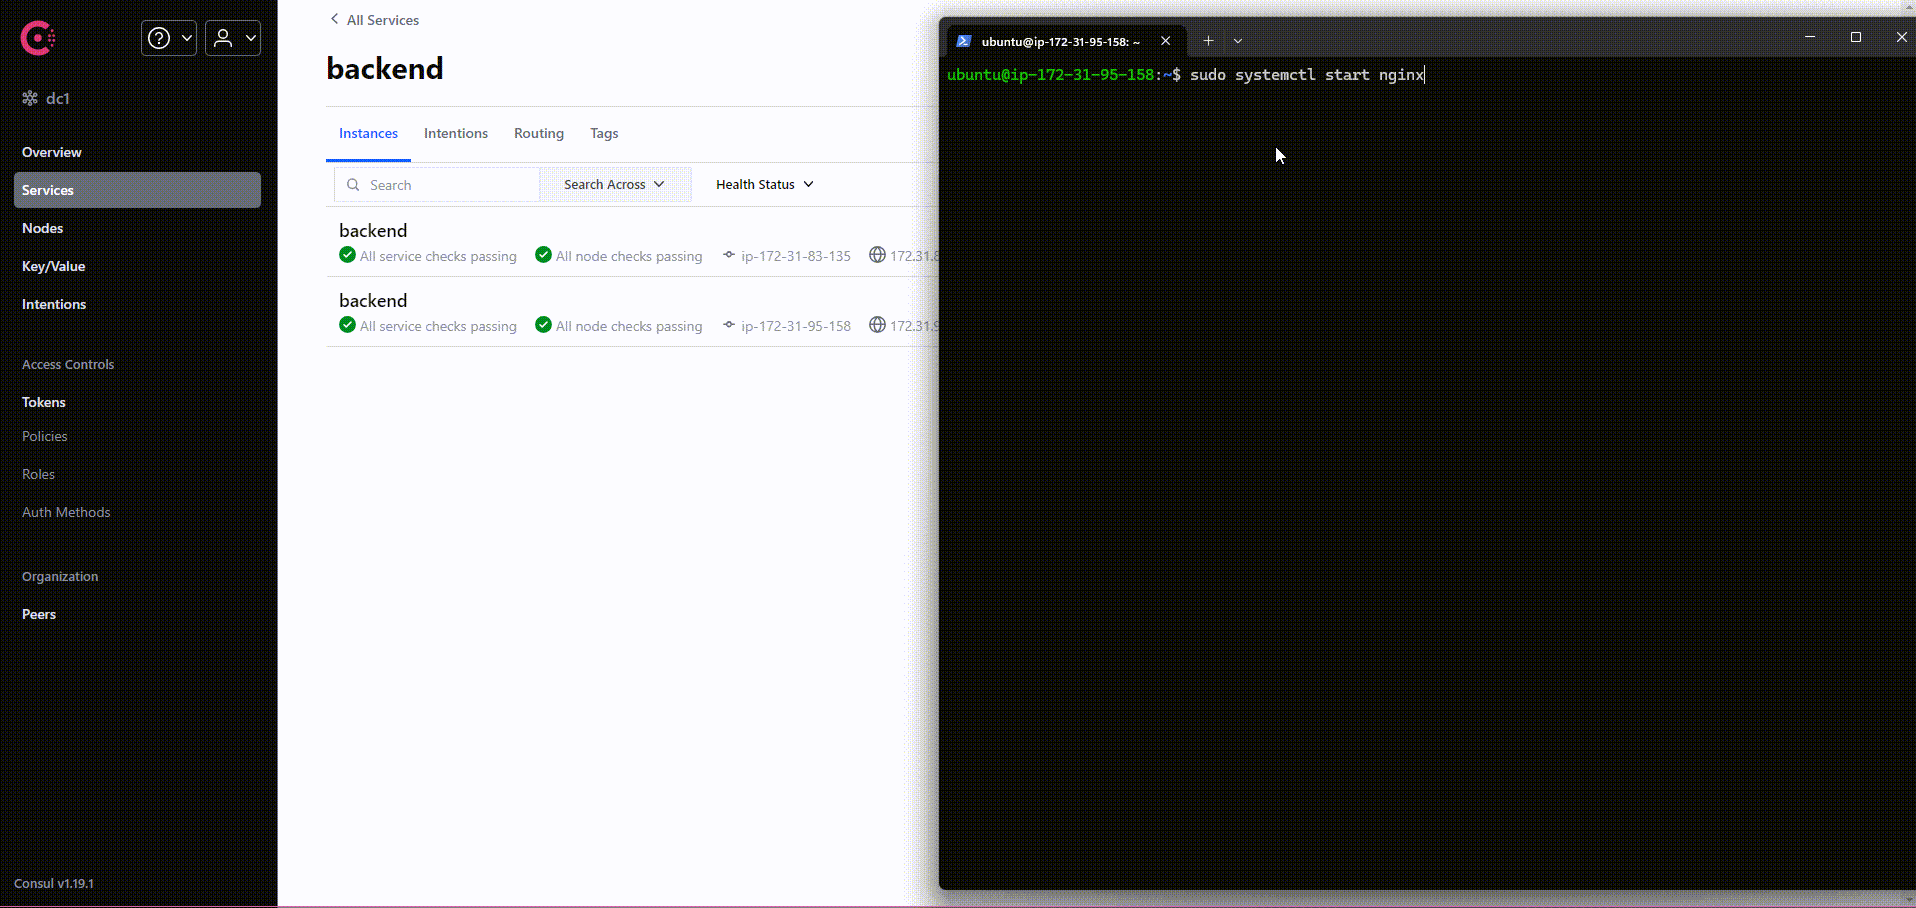 dc1
Overview
Services
Nodes
Key/Value
Intentions
Access Controls
Tokens
Policies
Roles
Auth Methods
Organization
Peers
Consul v1.19.1
All Services
backend
Instances Intentions Routing Tags
Search Search Across Health Status
backend
All service checks passing All node checks passing ip-172-31-83-135 172.31.8
backend
All service checks passing All node checks passing ip-172-31-95-158 172.31.9
ubuntu@ip-172-31-95-158: ~
ubuntu@ip-172-31-95-158:~$ sudo systemctl start nginx